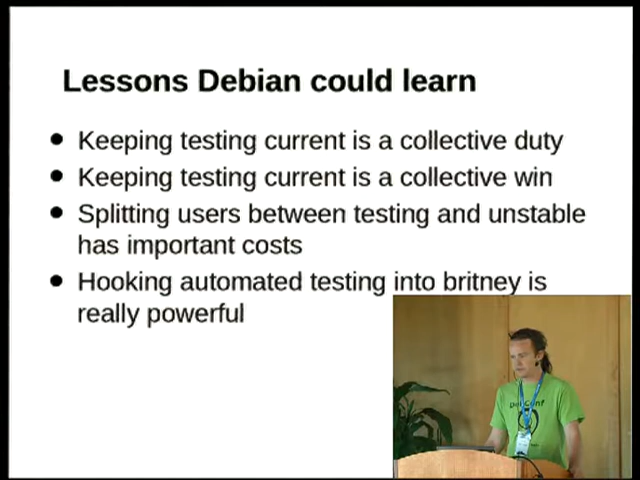 Lessons Debian could learn
• Keeping testing current is a collective duty
• Keeping testing current is a collective win
• Splitting users between testing and unstable
has important costs
• Hooking automated testing into britney is
really powerful
DebConf